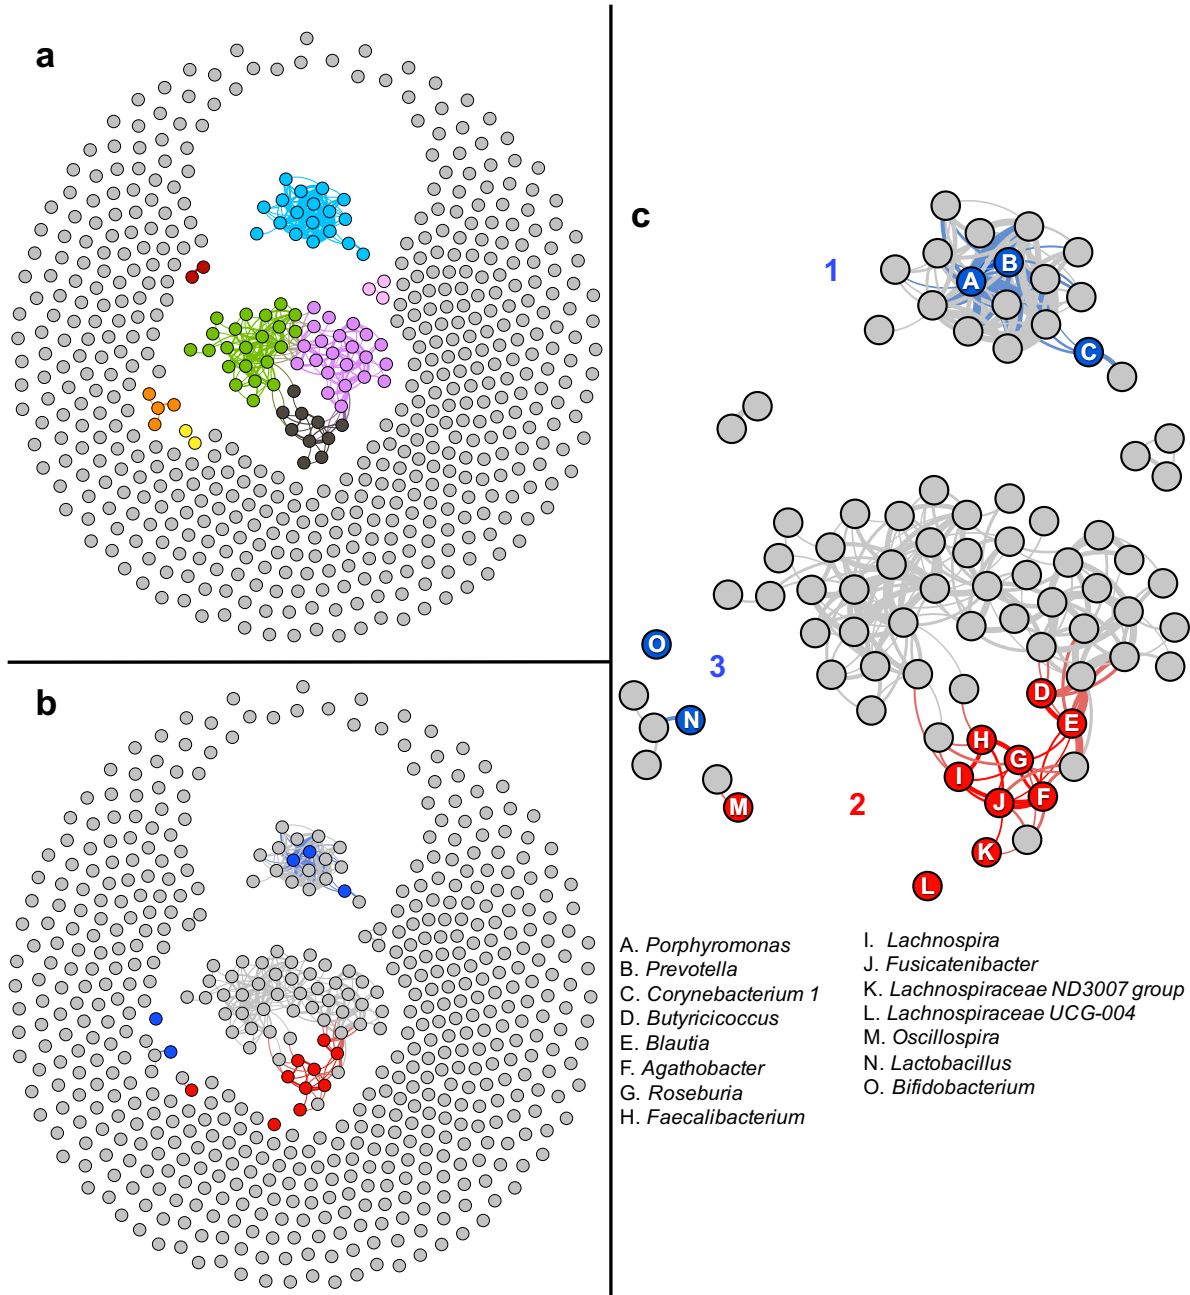 a
b
c
1
A
B
C
O
3
N
M
2
D
E
H
G
I
J
F
K
L
A. Porphyromonas
B. Prevotella
C. Corynebacterium 1
D. Butyricicoccus
E. Blautia
F. Agathobacter
G. Roseburia
H. Faecalibacterium
I. Lachnospira
J. Fusicatenibacter
K. Lachnospiraceae ND3007 group
L. Lachnospiraceae UCG-004
M. Oscillospira
N. Lactobacillus
O. Bifidobacterium